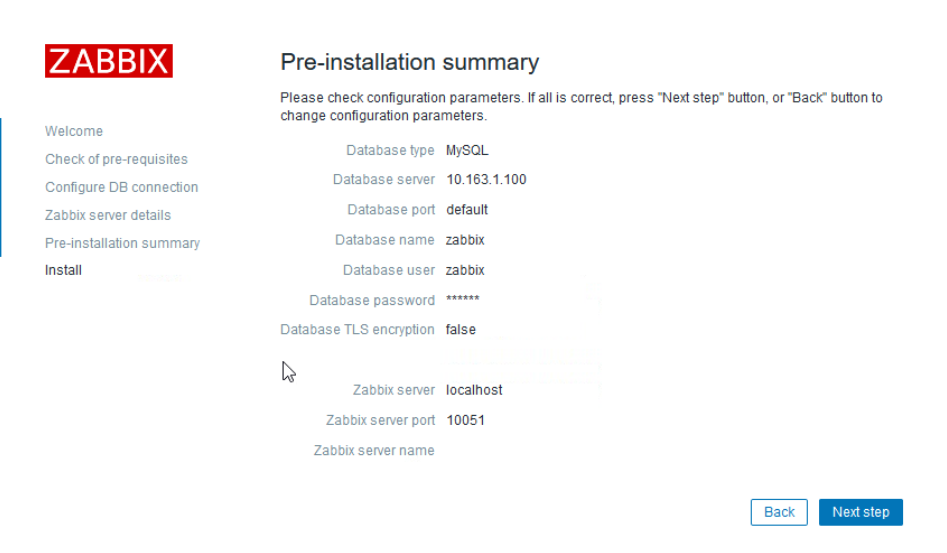 ZABBIX
Welcome
Check of pre-requisites
Configure DB connection
Zabbix server details
Pre-installation summary
Install
Pre-installation summary
Please check configuration parameters. If all is correct, press "Next step" button, or "Back" button to
change configuration parameters.
Database type MySQL
Database server 10.163.1.100
Database port default
Database name zabbix
Database user zabbix
Database password ******
Database TLS encryption false
Zabbix server localhost
Zabbix server port 10051
Zabbix server name
Back Next step